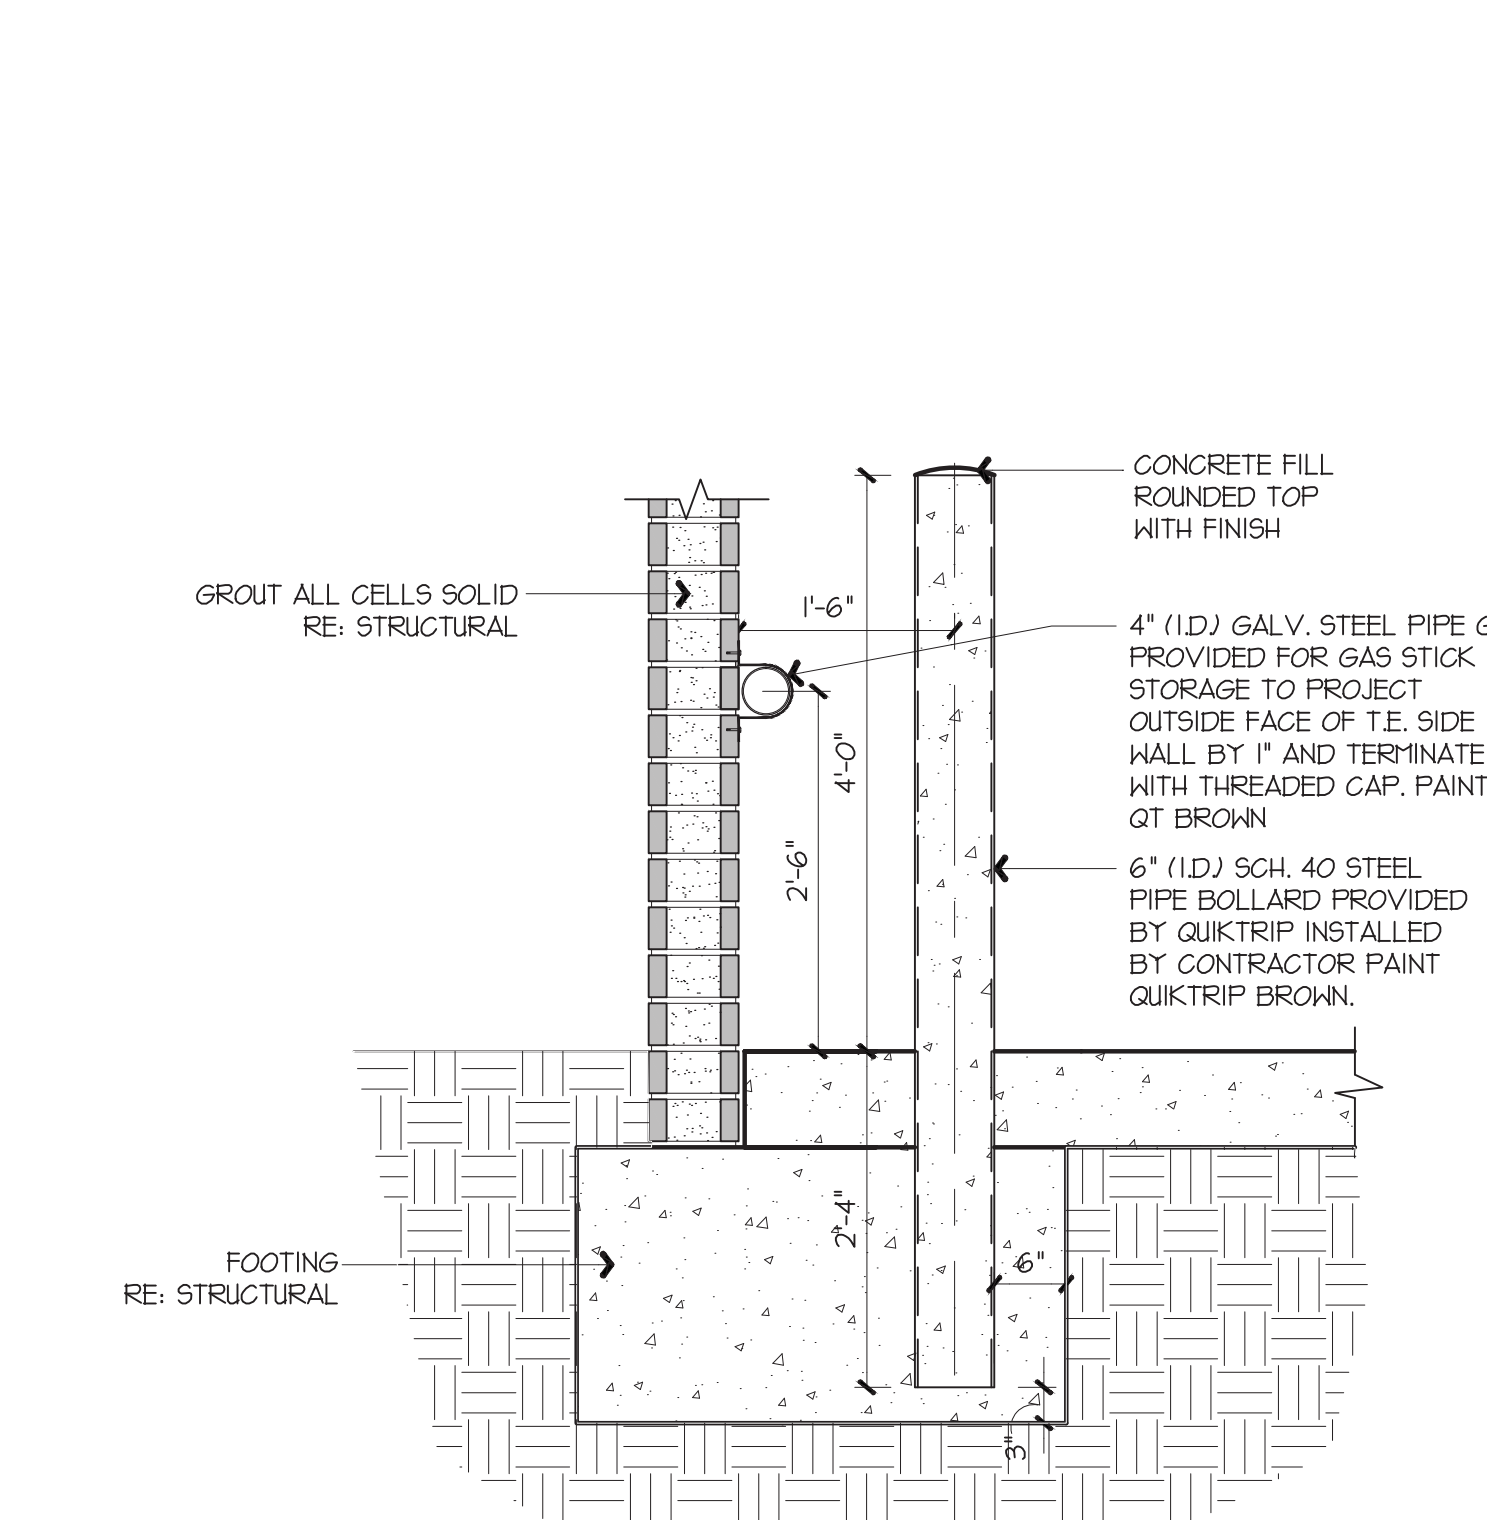 CONCRETE FILL
ROUNDED TOP
WITH FINISH
GROUT ALL CELLS SOLID
RE: STRUCTURAL
1'-6"
4" (I.D.) GALV. STEEL PIPE
PROVIDED FOR GAS STICK
STORAGE TO PROJECT
OUTSIDE FACE OF T.E. SIDE
WALL BY 1" AND TERMINATE
WITH THREADED CAP. PAINT
QT BROWN
4'-0"
2'-6"
6" (I.D.) SCH. 40 STEEL
PIPE BOLLARD PROVIDED
BY QUIKTRIP INSTALLED
BY CONTRACTOR PAINT
QUIKTRIP BROWN.
2'-4"
6"
FOOTING
RE: STRUCTURAL
3"